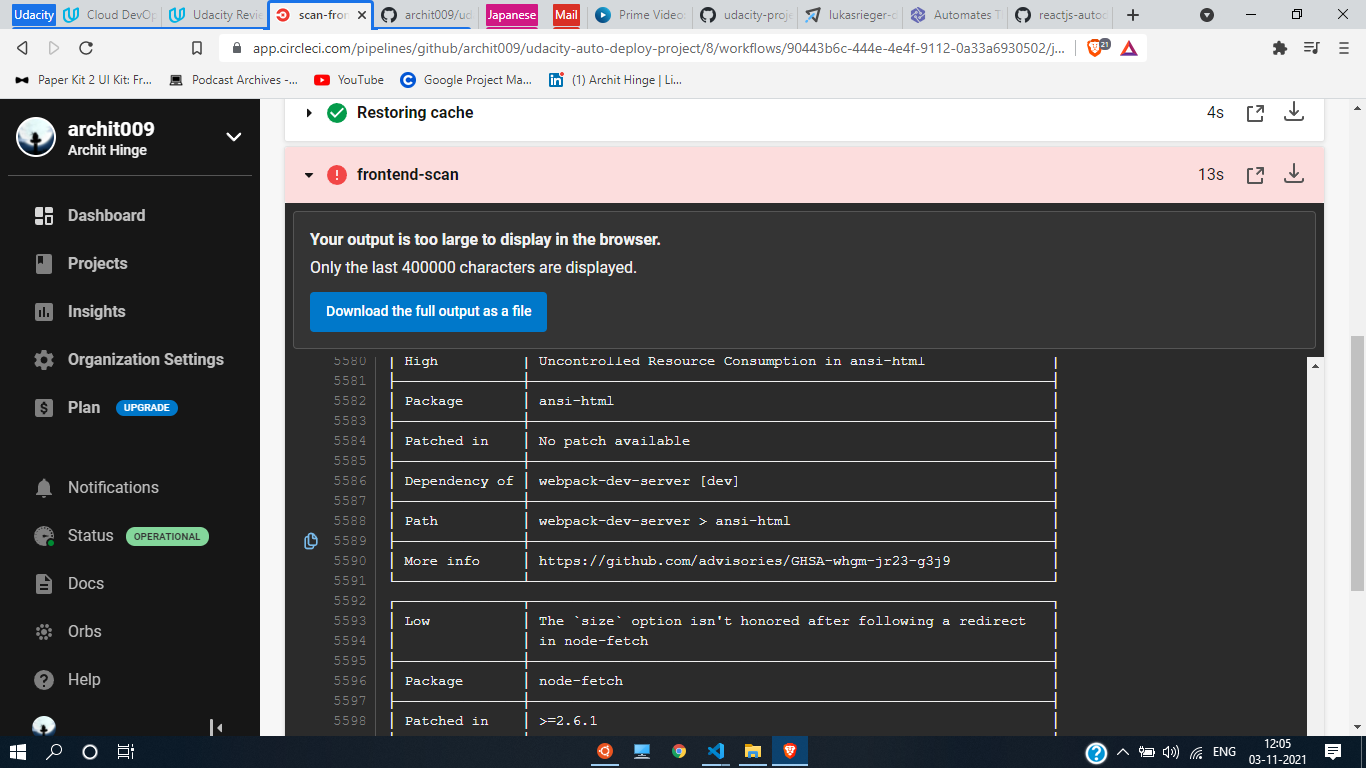 Udacity
Cloud DevOp
Udacity Revie
scan-fron
archit009/ud
Japanese
Mail
Prime Video
udacity-proje
lukasrieger-o
Automates T
reactjs-autod
app.circleci.com/pipelines/github/archit009/udacity-auto-deploy-project/8/workflows/90443b6c-444e-4e4f-9112-0a33a6930502/j...
21
Paper Kit 2 UI Kit: Fr...
Podcast Archives -...
YouTube
Google Project Ma...
(1) Archit Hinge | Li...
archit009
Archit Hinge
Dashboard
Projects
Insights
Organization Settings
Plan UPGRADE
Notifications
Status OPERATIONAL
Docs
Orbs
Help
Restoring cache 4s
frontend-scan 13s
Your output is too large to display in the browser.
Only the last 400000 characters are displayed.
Download the full output as a file
5580 High Uncontrolled Resource Consumption in ansi-html
5581
5582 Package ansi-html
5583
5584 Patched in No patch available
5585
5586 Dependency of webpack-dev-server [dev]
5587
5588 Path webpack-dev-server > ansi-html
5589
5590 More info https://github.com/advisories/GHSA-whgm-jr23-g3j9
5591
5592
5593 Low The `size` option isn't honored after following a redirect
5594 in node-fetch
5595
5596 Package node-fetch
5597
5598 Patched in >=2.6.1
ENG
12:05
03-11-2021